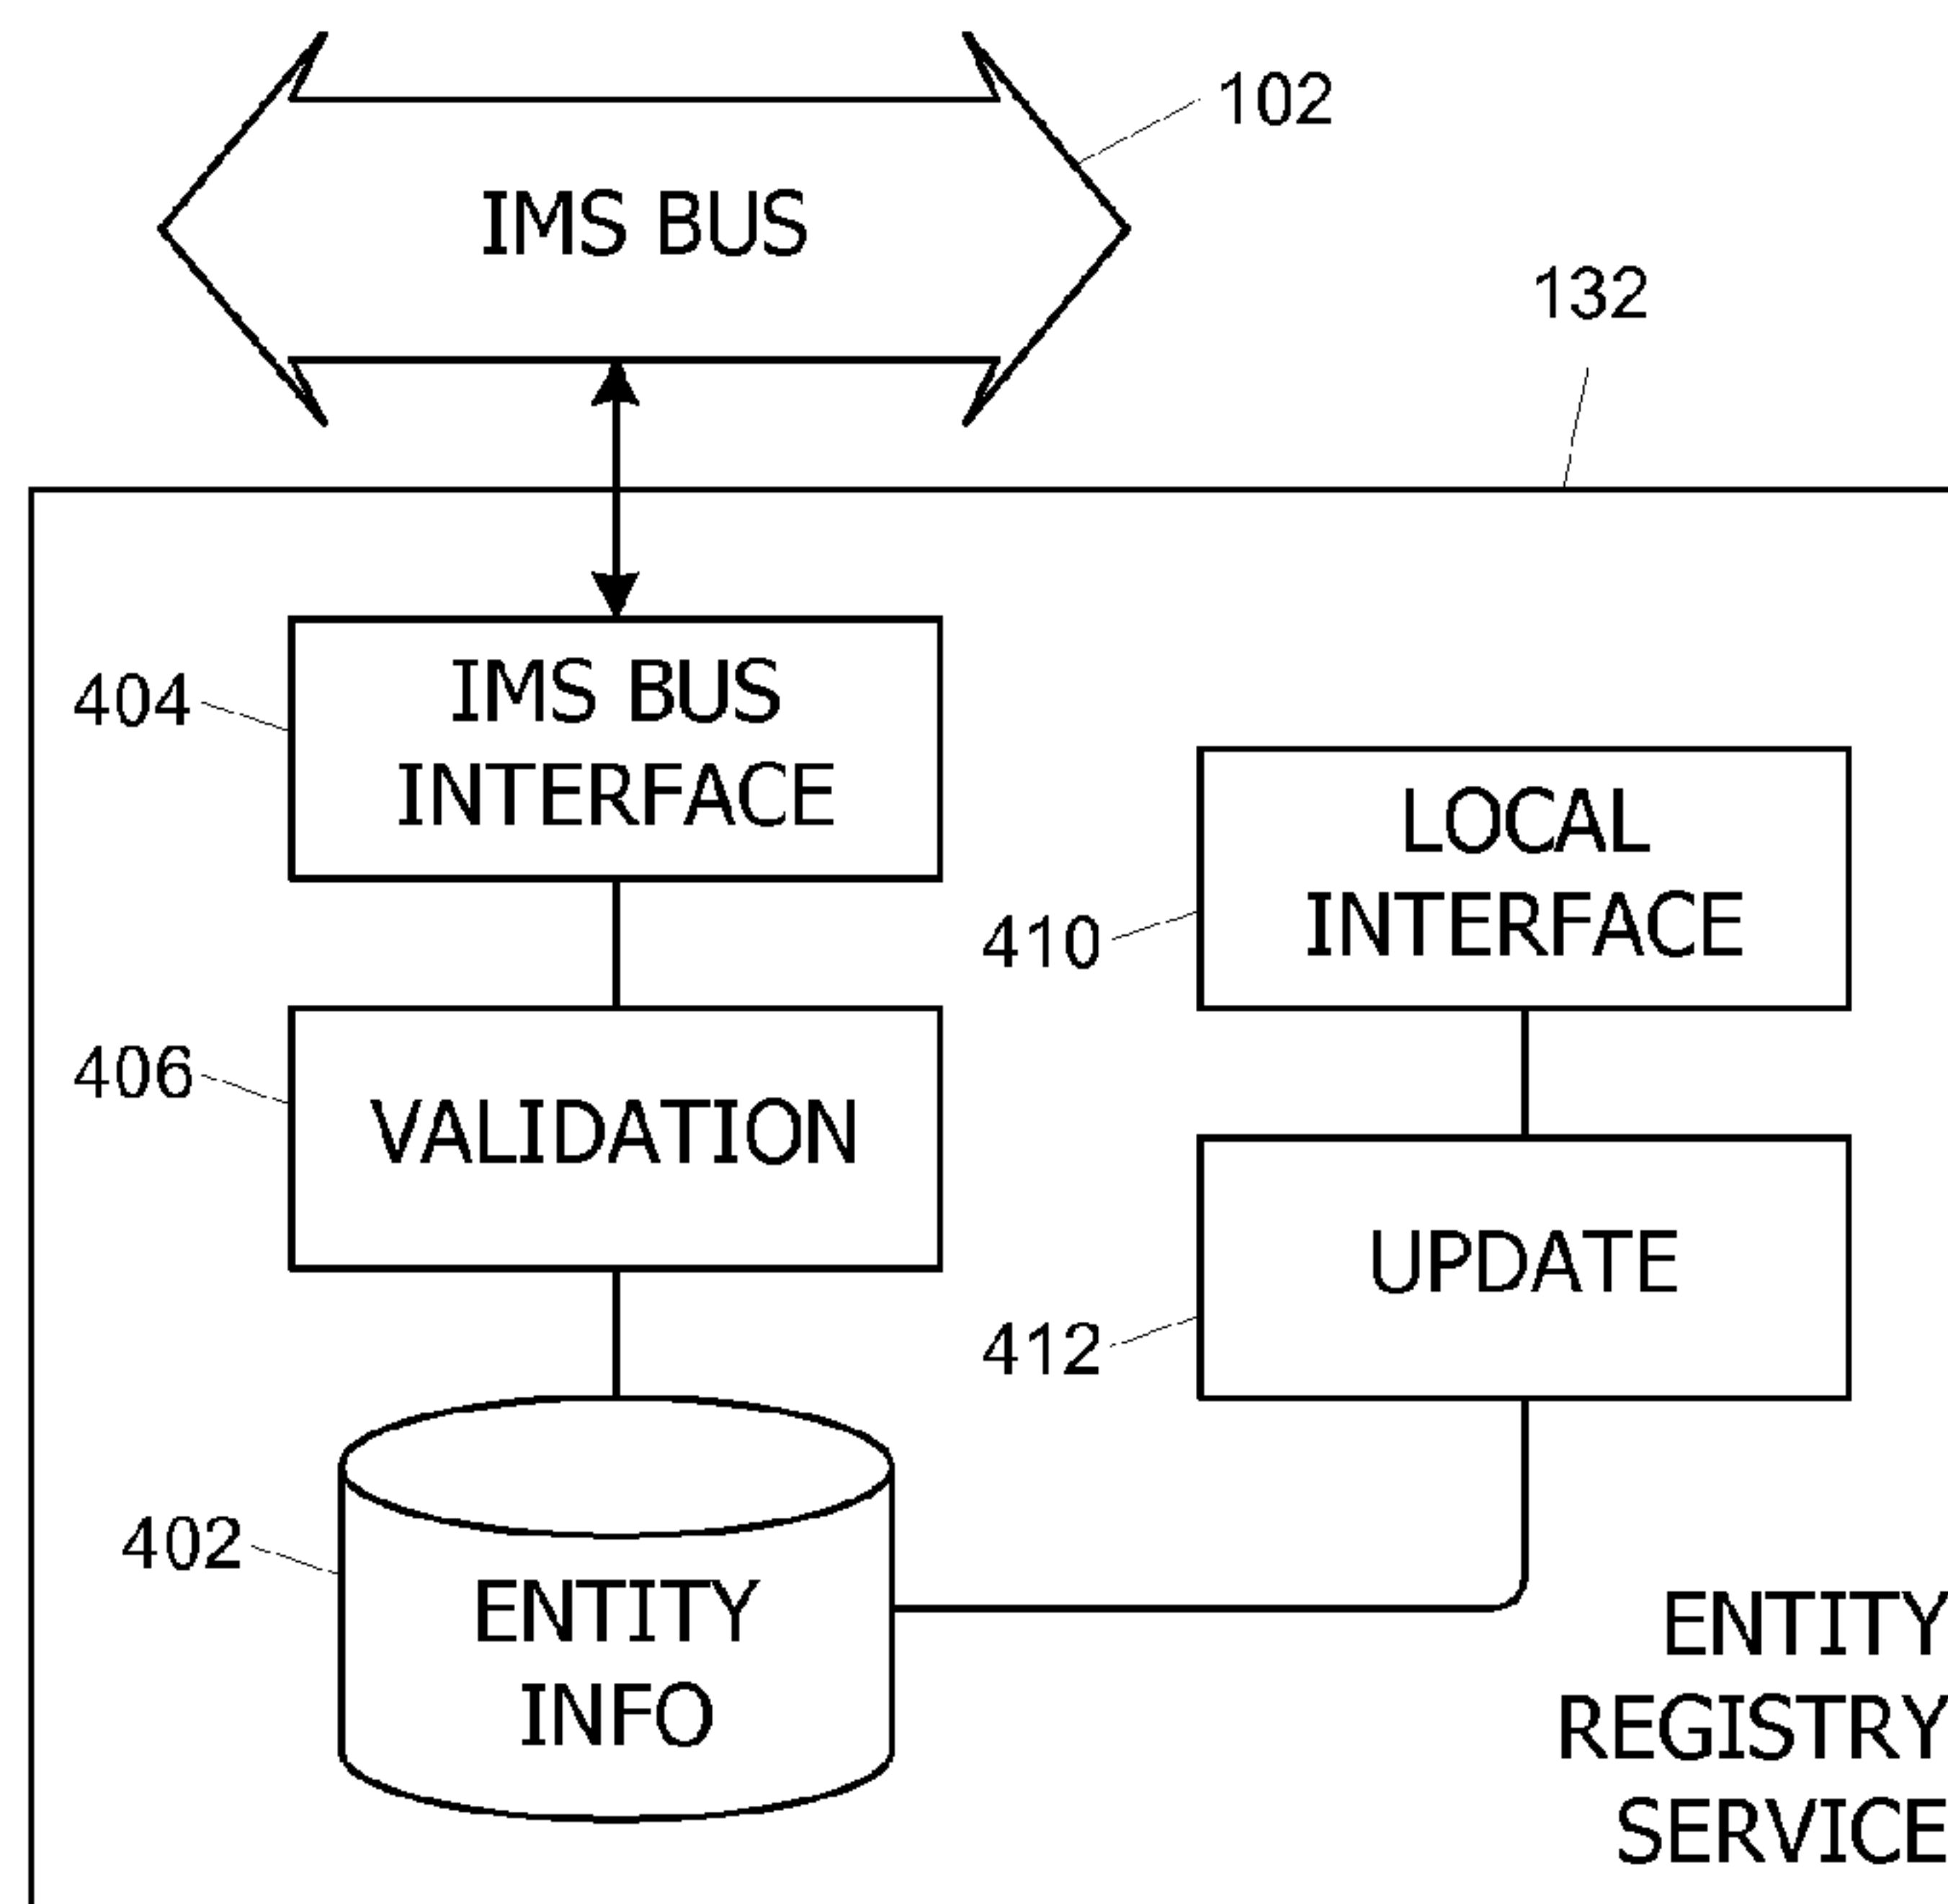 102
IMS BUS
132
IMS BUS
INTERFACE
404
LOCAL
INTERFACE
410
406
VALIDATION
UPDATE
412
402
ENTITY
INFO
ENTITY
REGISTRY
SERVICE